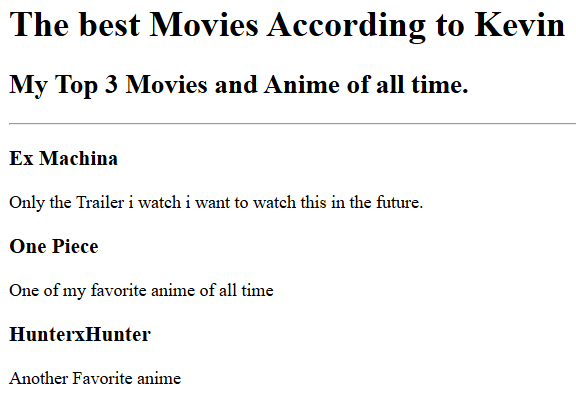 The best Movies According to Kevin
My Top 3 Movies and Anime of all time.
Ex Machina
Only the Trailer i watch i want to watch this in the future.
One Piece
One of my favorite anime of all time
HunterxHunter
Another Favorite anime